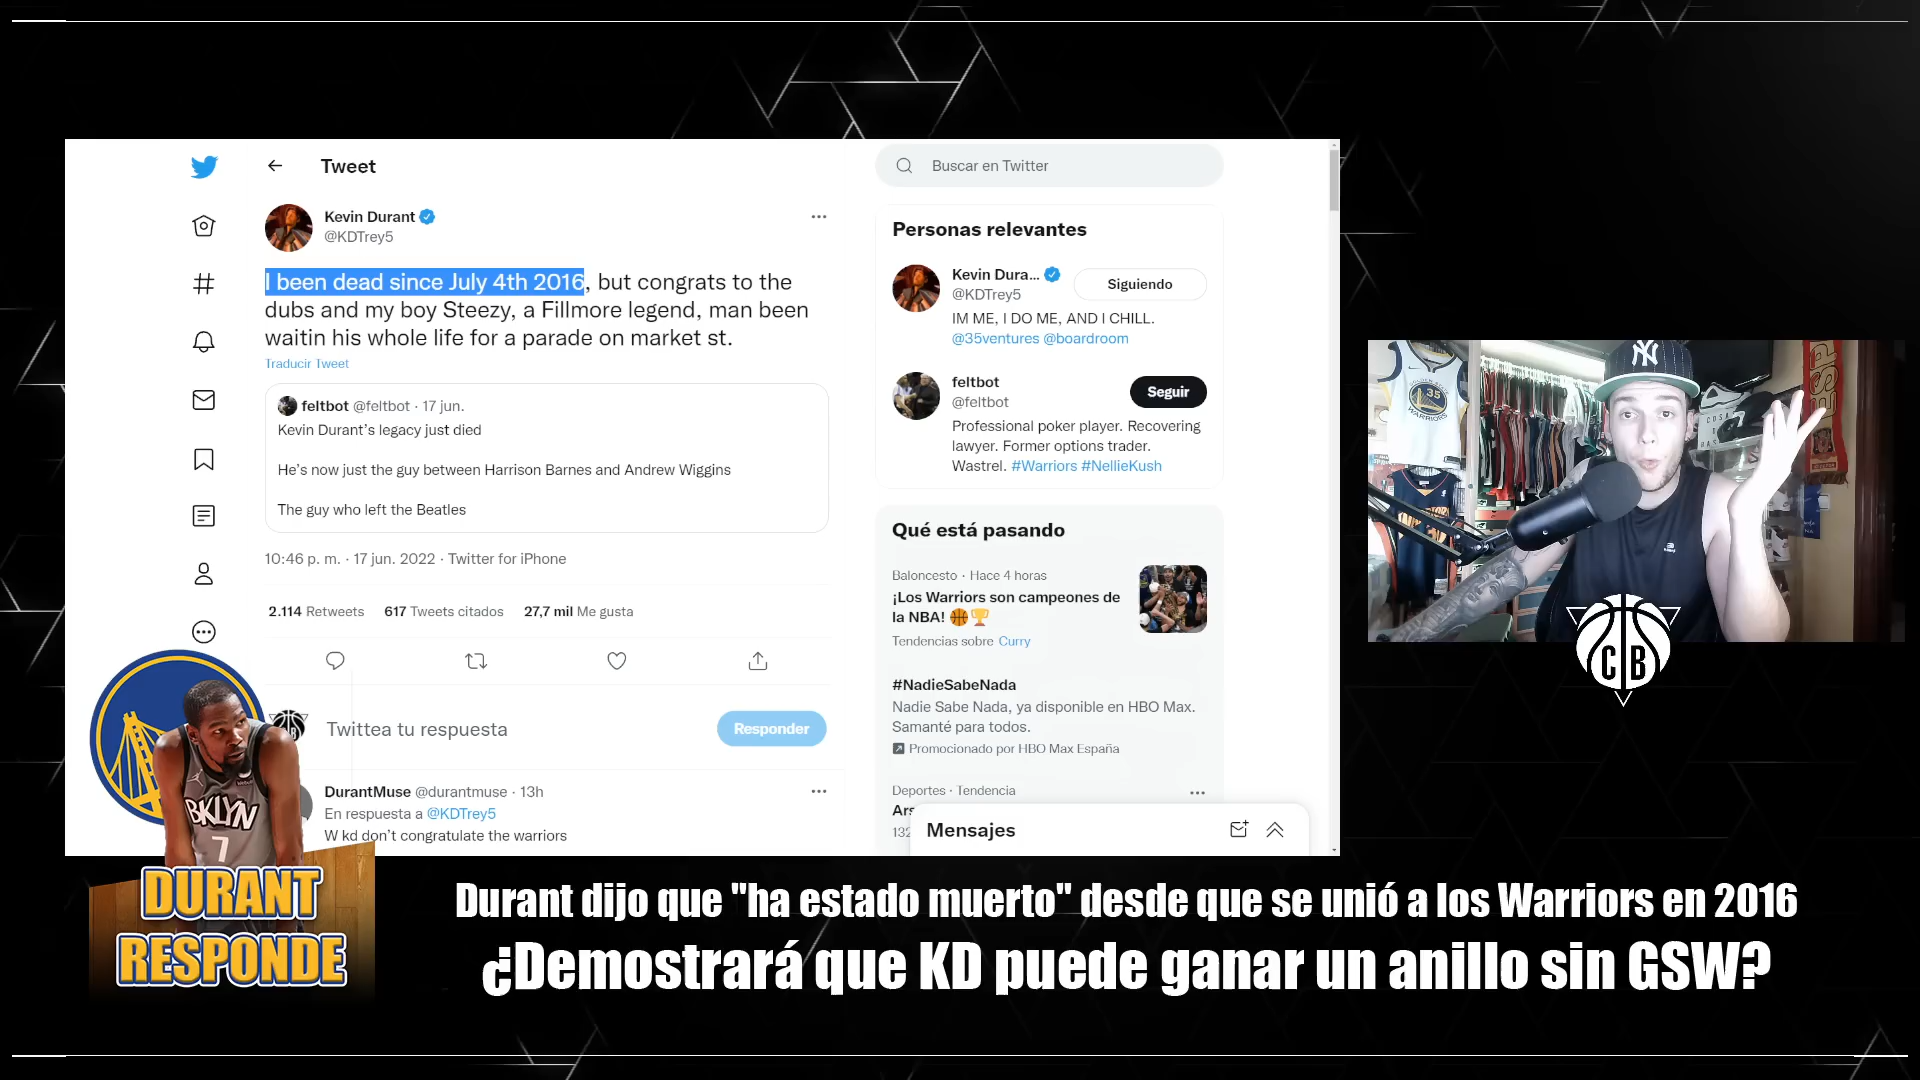 Tweet
Kevin Durant
@KDTrey5
I been dead since July 4th 2016, but congrats to the
dubs and my boy Steezy, a Fillmore legend, man been
waitin his whole life for a parade on market st.
Traducir Tweet
feltbot @feltbot · 17 jun.
Kevin Durant's legacy just died
He's now just the guy between Harrison Barnes and Andrew Wiggins
The guy who left the Beatles
10:46 p. m. · 17 jun. 2022 · Twitter for iPhone
2.114 Retweets 617 Tweets citados 27,7 mil Me gusta
Twittea tu respuesta
Responder
DurantMuse @durantmuse · 13h
En respuesta a @KDTrey5
W kd don't congratulate the warriors
Buscar en Twitter
Personas relevantes
Kevin Dura...
@KDTrey5
Siguiendo
IM ME, I DO ME, AND I CHILL.
@35ventures @boardroom
feltbot
@feltbot
Seguir
Professional poker player. Recovering
lawyer. Former options trader.
Wastrel. #Warriors #NellieKush
Qué está pasando
Baloncesto · Hace 4 horas
¡Los Warriors son campeones de
la NBA!
Tendencias sobre Curry
#NadieSabeNada
Nadie Sabe Nada, ya disponible en HBO Max.
Samanté para todos.
Promocionado por HBO Max España
Deportes · Tendencia
Ars
132
Mensajes
WARRIORS
35
NY
ESP
CB
BKLYN
7
DURANT
RESPONDE
Durant dijo que "ha estado muerto" desde que se unió a los Warriors en 2016
¿Demostrará que KD puede ganar un anillo sin GSW?